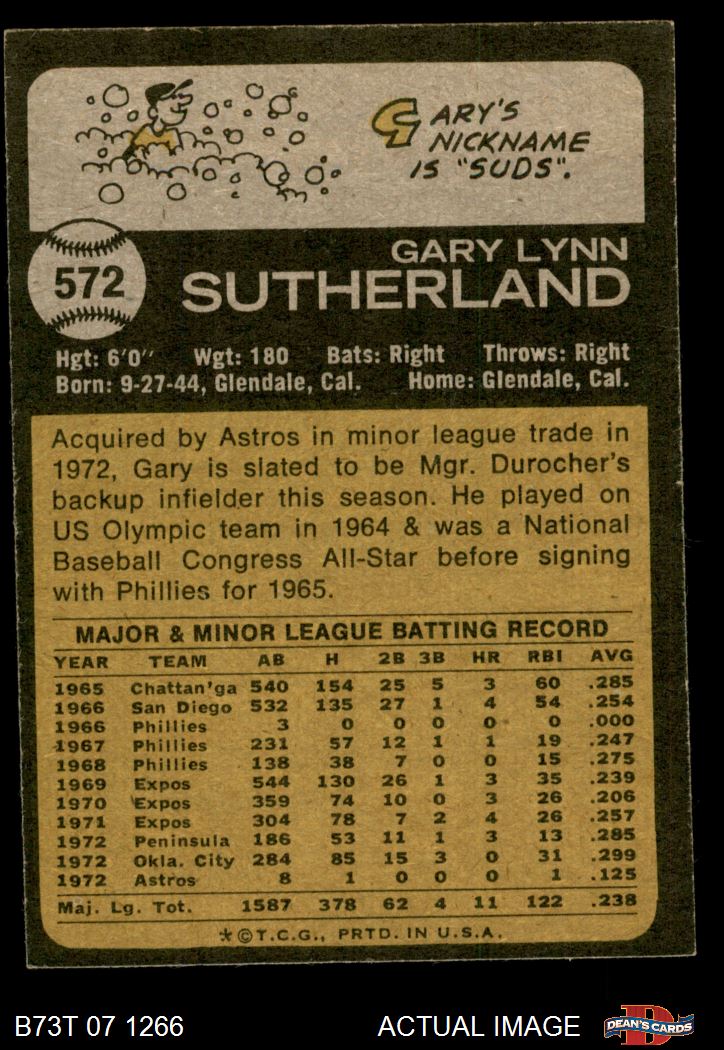 GARY'S
NICKNAME
IS "SUDS".
572
GARY LYNN
SUTHERLAND
Hgt: 6'0" Wgt: 180 Bats: Right Throws: Right
Born: 9-27-44, Glendale, Cal. Home: Glendale, Cal.
Acquired by Astros in minor league trade in
1972, Gary is slated to be Mgr. Durocher's
backup infielder this season. He played on
US Olympic team in 1964 & was a National
Baseball Congress All-Star before signing
with Phillies for 1965.
MAJOR & MINOR LEAGUE BATTING RECORD
YEAR TEAM AB H 2B 3B HR RBI AVG
1965 Chattan'ga 540 154 25 5 3 60 .285
1966 San Diego 532 135 27 1 4 54 .254
1966 Phillies 3 0 0 0 0 0 .000
1967 Phillies 231 57 12 1 1 19 .247
1968 Phillies 138 38 7 0 0 15 .275
1969 Expos 544 130 26 1 3 35 .239
1970 Expos 359 74 10 0 3 26 .206
1971 Expos 304 78 7 2 4 26 .257
1972 Peninsula 186 53 11 1 3 13 .285
1972 Okla. City 284 85 15 3 0 31 .299
1972 Astros 8 1 0 0 0 1 .125
Maj. Lg. Tot. 1587 378 62 4 11 122 .238
*© T.C.G., PRTD. IN U.S.A.
B73T 07 1266 ACTUAL IMAGE D DEAN'S CARDS